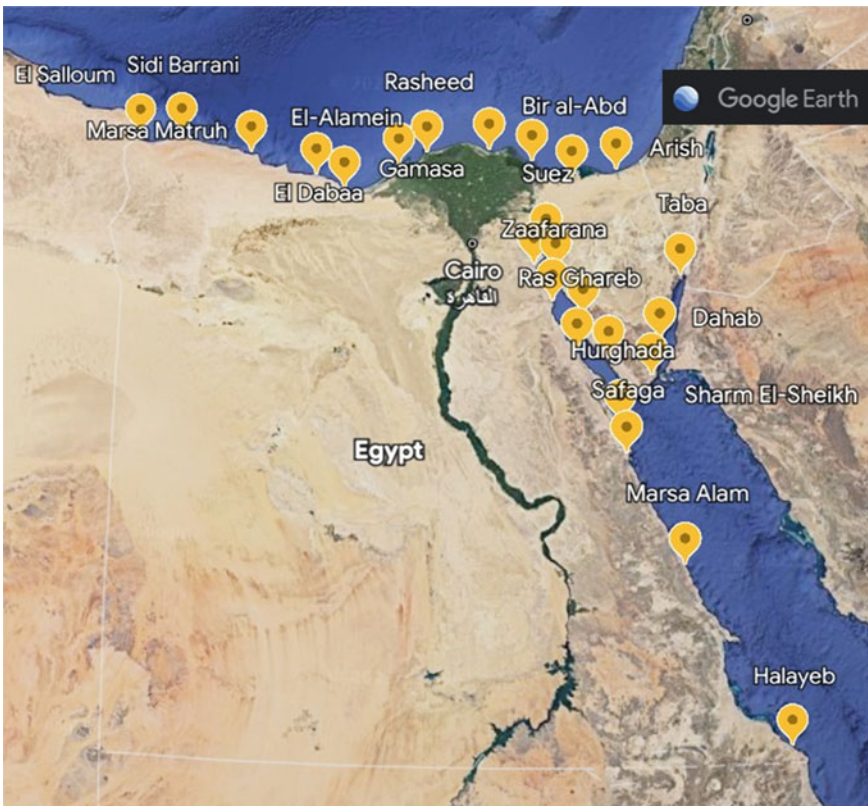 El Salloum
Sidi Barrani
Rasheed
Google Earth
Marsa Matruh
El-Alamein
Bir al-Abd
Gamasa
Arish
El Dabaa
Suez
Taba
Zaafarana
Cairo
القاهرة
Ras Ghareb
Dahab
Hurghada
Safaga
Sharm El-Sheikh
Egypt
Marsa Alam
Halayeb